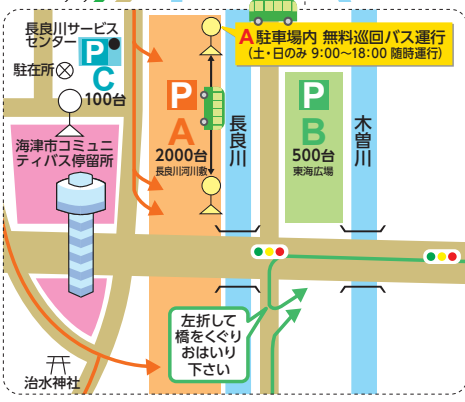 長良川サービス
センター
駐在所
P
C
100台
海津市コミュニ
ティバス停留所
A 駐車場内 無料巡回バス運行
(土・日のみ 9:00〜18:00 随時運行)
P
A
2000台
長良川河川敷
長良川
P
B
500台
東海広場
木曽川
左折して
橋をくぐり
おはいり
下さい
治水神社